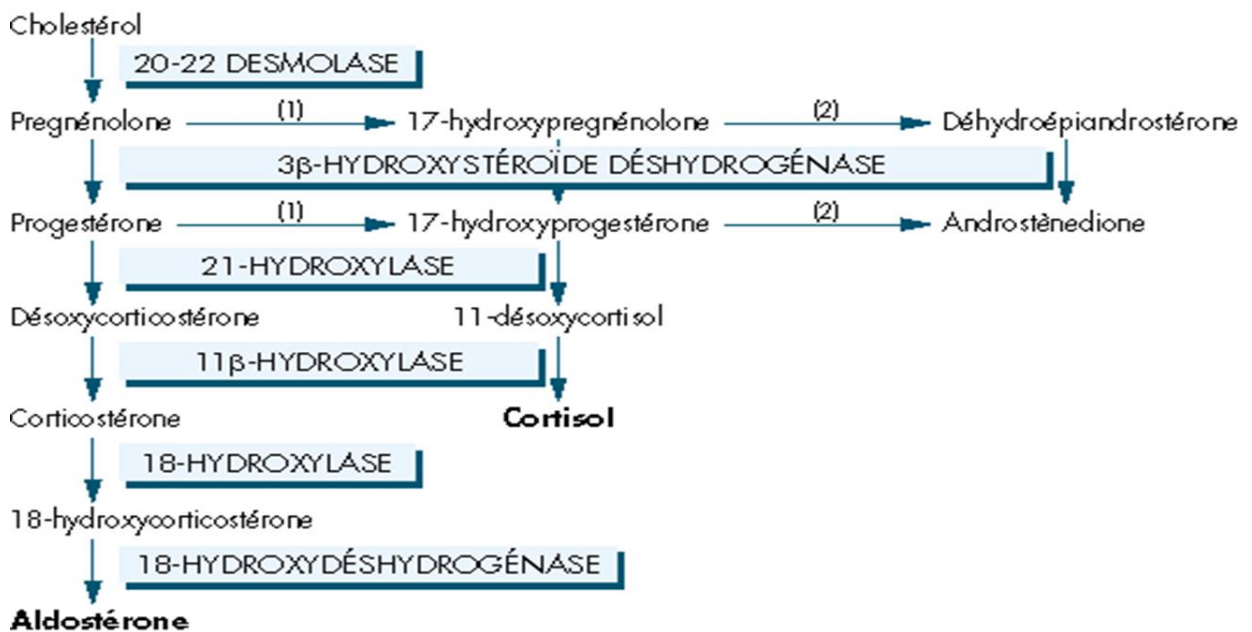 Cholestérol
20-22 DESMOLASE
(1) (2)
Pregnénolone 17-hydroxypregnénolone Déhydroépiandrostérone
3β-HYDROXYSTÉROÏDE DÉSHYDROGÉNASE
(1) (2)
Progestérone 17-hydroxyprogestérone Androstènedione
21-HYDROXYLASE
Désoxycorticostérone 11-désoxycortisol
11β-HYDROXYLASE
Corticostérone Cortisol
18-HYDROXYLASE
18-hydroxycorticostérone
18-HYDROXYDÉSHYDROGÉNASE
Aldostérone